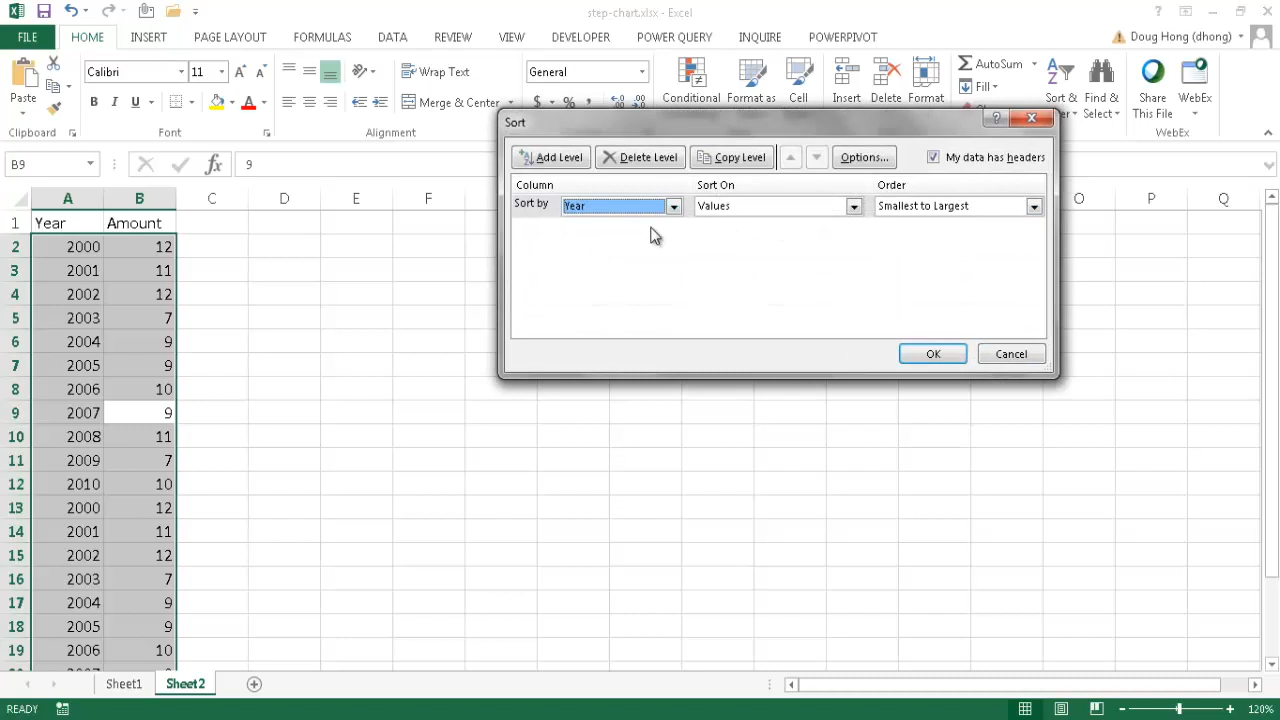 step-chart.xlsx - Excel
FILE HOME INSERT PAGE LAYOUT FORMULAS DATA REVIEW VIEW DEVELOPER POWER QUERY INQUIRE POWERPIVOT Doug Hong (dhong)
Calibri 11 Wrap Text General AutoSum
Fill
B I U Merge & Center $ %
Paste Conditional Format as Cell Insert Delete Format Sort & Find & Share WebEx
Select This File
Clipboard Font Alignment WebEx
Sort
Add Level Delete Level Copy Level Options... My data has headers
Column Sort On Order
Sort by Year Values Smallest to Largest
OK Cancel
B9 fx 9
A B C D E F O P Q
1 Year Amount
2 2000 12
3 2001 11
4 2002 12
5 2003 7
6 2004 9
7 2005 9
8 2006 10
9 2007 9
10 2008 11
11 2009 7
12 2010 10
13 2000 12
14 2001 11
15 2002 12
16 2003 7
17 2004 9
18 2005 9
19 2006 10
Sheet1 Sheet2
READY 120%